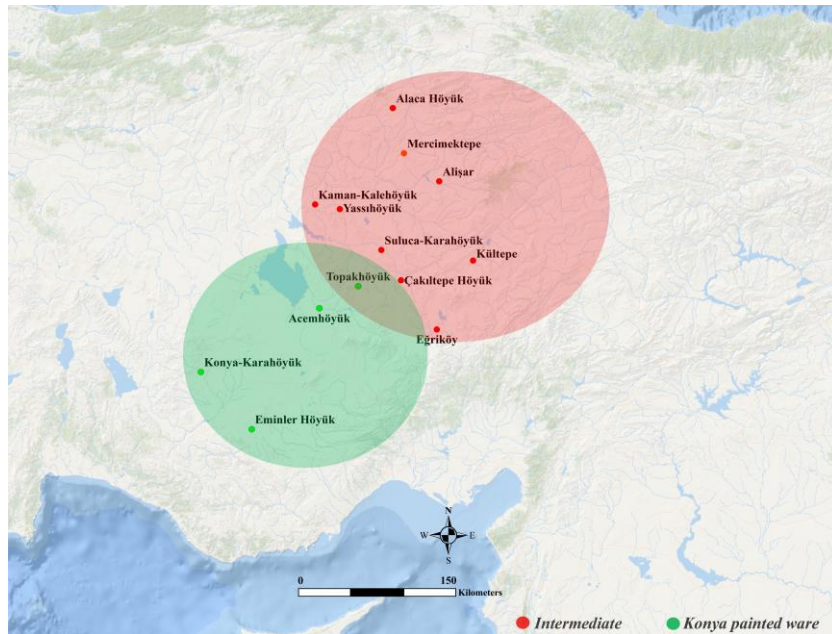 Alaca Höyük
Mercimektepe
Alişar
Kaman-Kalehöyük
Yassıhöyük
Suluca-Karahöyük
Kültepe
Topakhöyük
Çakıltepe Höyük
Acemhöyük
Eğriköy
Konya-Karahöyük
Eminler Höyük
N
W E
S
0 150
Kilometers
Intermediate Konya painted ware